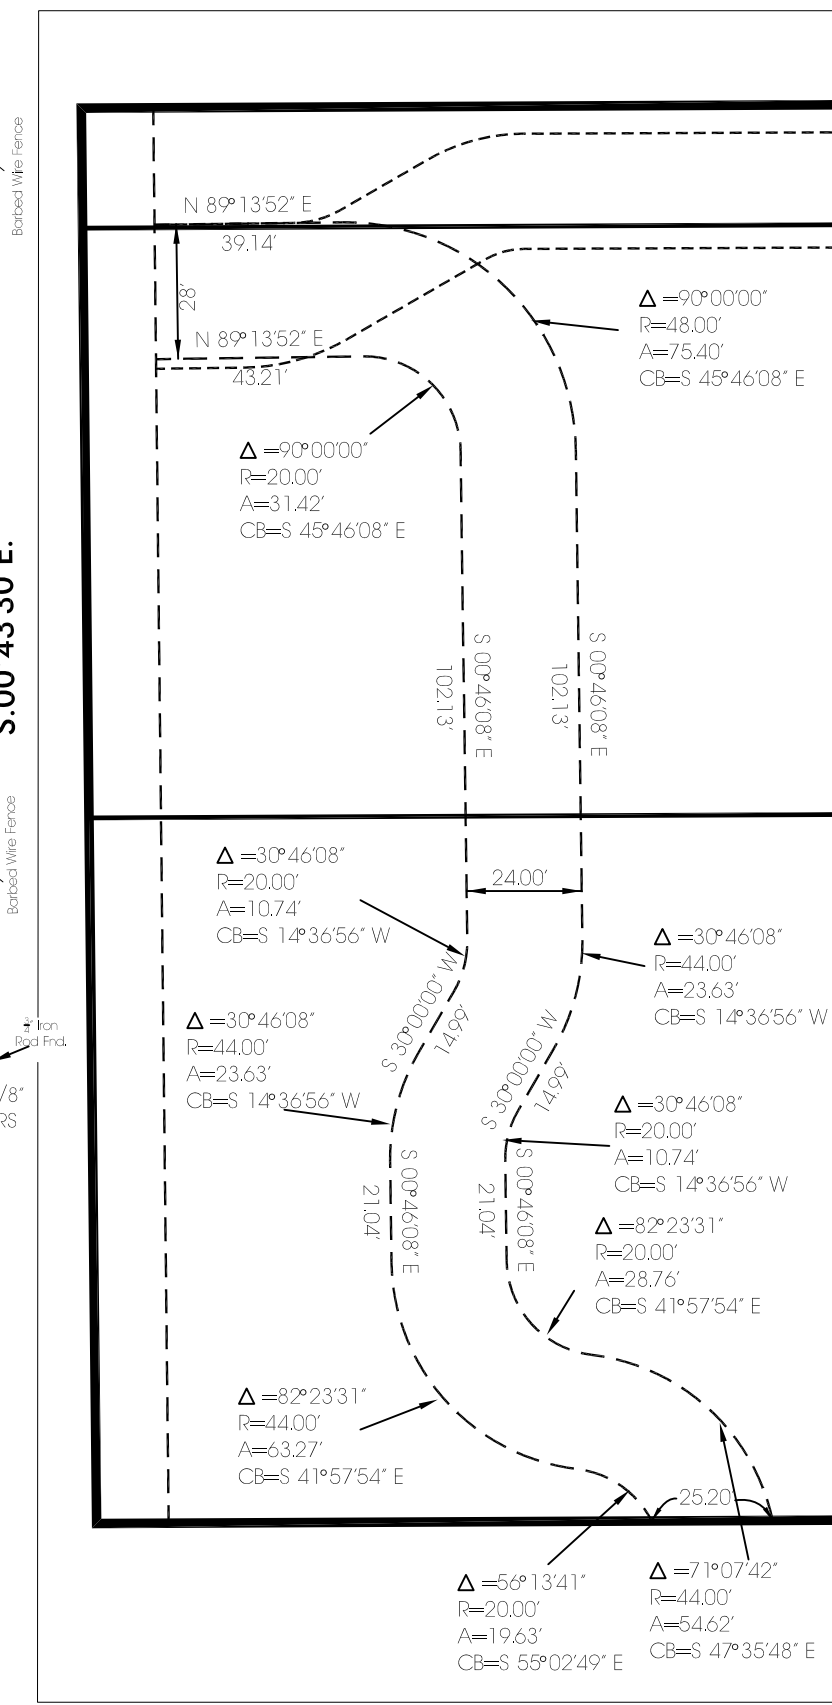 Barbed Wire Fence
N 89°13'52" E
39.14'
28'
N 89°13'52" E
43.21'
Δ =90°00'00"
R=48.00'
A=75.40'
CB=S 45°46'08" E
Δ =90°00'00"
R=20.00'
A=31.42'
CB=S 45°46'08" E
S 00°46'08" E
102.13'
S 00°46'08" E
102.13'
Barbed Wire Fence
Δ =30°46'08"
R=20.00'
A=10.74'
CB=S 14°36'56" W
24.00'
Δ =30°46'08"
R=44.00'
A=23.63'
CB=S 14°36'56" W
S 30°00'00" W
14.99'
3/4" Iron
Rod Fnd.
Δ =30°46'08"
R=44.00'
A=23.63'
CB=S 14°36'56" W
S 30°00'00" W
14.99'
/8"
RS
Δ =30°46'08"
R=20.00'
A=10.74'
CB=S 14°36'56" W
S 00°46'08" E
21.04'
S 00°46'08" E
21.04'
Δ =82°23'31"
R=20.00'
A=28.76'
CB=S 41°57'54" E
Δ =82°23'31"
R=44.00'
A=63.27'
CB=S 41°57'54" E
25.20'
Δ =56°13'41"
R=20.00'
A=19.63'
CB=S 55°02'49" E
Δ =71°07'42"
R=44.00'
A=54.62'
CB=S 47°35'48" E